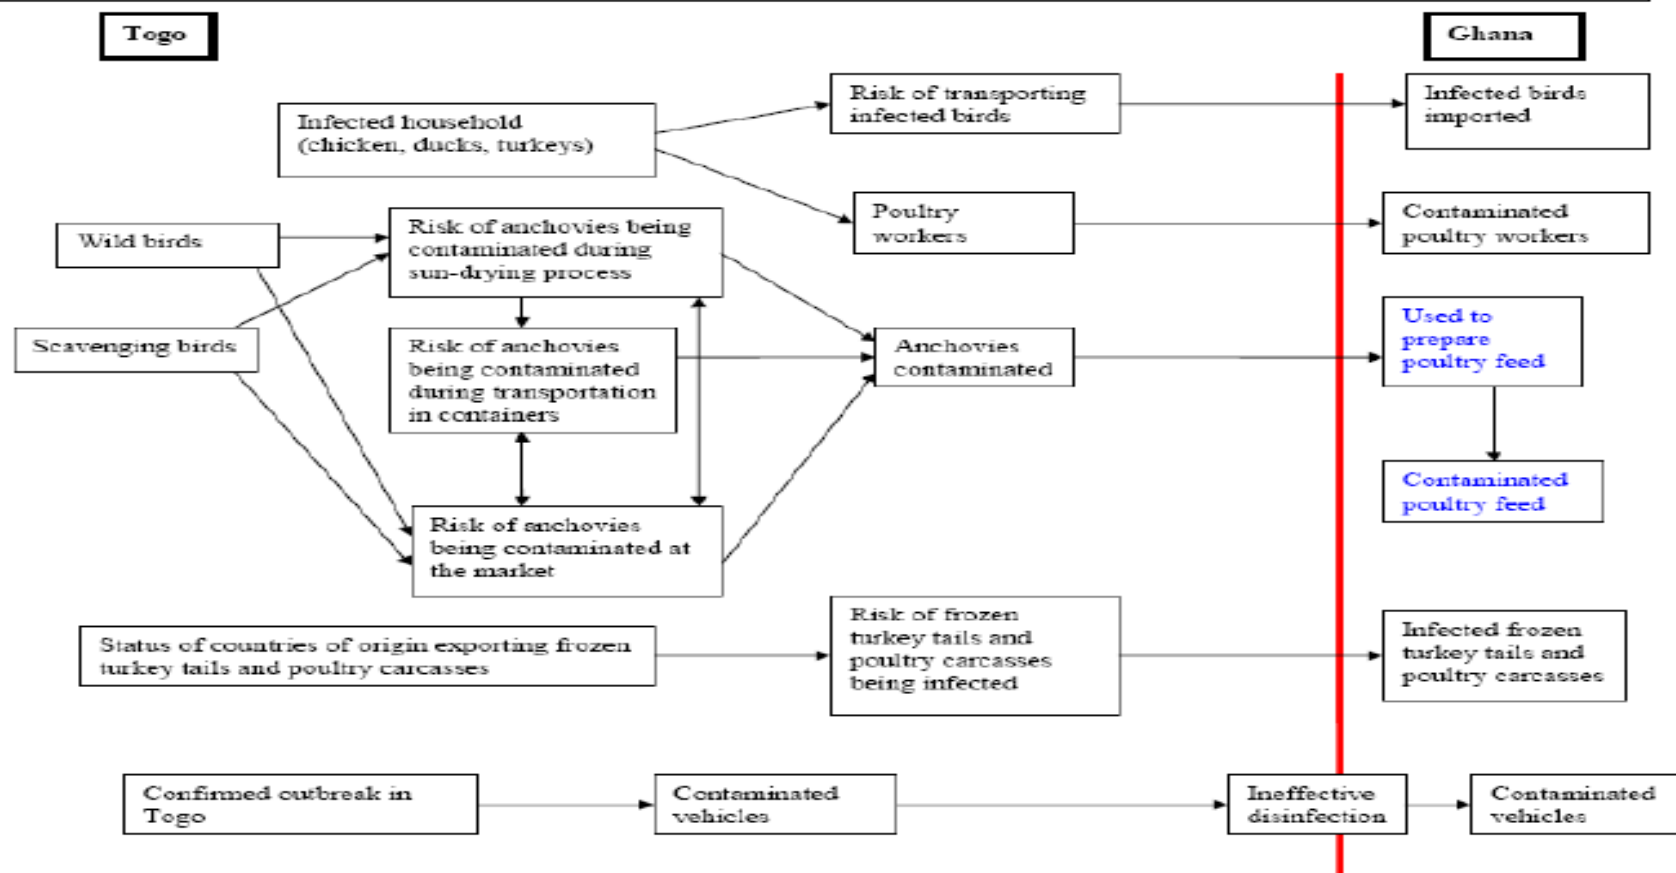 Togo
Ghana
Infected household
(chicken, ducks, turkeys)
Risk of transporting
infected birds
Infected birds
imported
Poultry
workers
Contaminated
poultry workers
Wild birds
Scavenging birds
Risk of anchovies being
contaminated during
sun-drying process
Risk of anchovies
being contaminated
during transportation
in containers
Risk of anchovies
being contaminated at
the market
Anchovies
contaminated
Used to
prepare
poultry feed
Contaminated
poultry feed
Status of countries of origin exporting frozen
turkey tails and poultry carcasses
Risk of frozen
turkey tails and
poultry carcasses
being infected
Infected frozen
turkey tails and
poultry carcasses
Confirmed outbreak in
Togo
Contaminated
vehicles
Ineffective
disinfection
Contaminated
vehicles